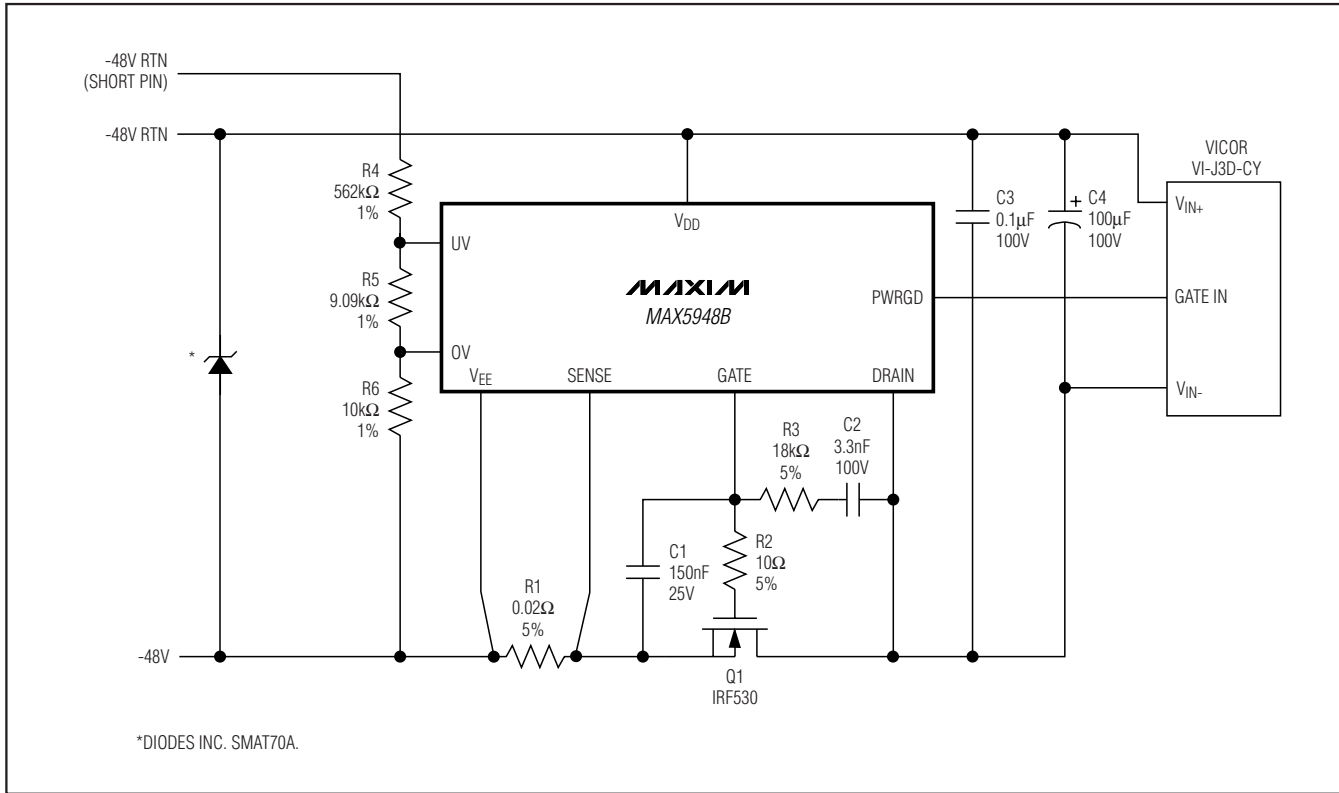 -48V RTN
(SHORT PIN)
-48V RTN
R4
562kΩ
1%
R5
9.09kΩ
1%
R6
10kΩ
1%
*
UV
OV
VDD
MAXIM
MAX5948B
PWRGD
VEE
SENSE
GATE
DRAIN
C3
0.1μF
100V
+
C4
100μF
100V
VICOR
VI-J3D-CY
VIN+
GATE IN
VIN-
R3
18kΩ
5%
C2
3.3nF
100V
C1
150nF
25V
R2
10Ω
5%
R1
0.02Ω
5%
-48V
Q1
IRF530
*DIODES INC. SMAT70A.